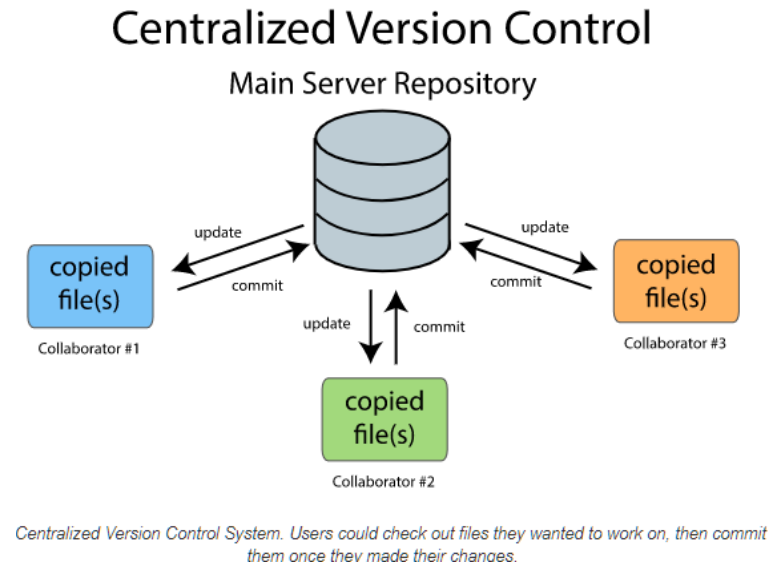 Centralized Version Control
Main Server Repository
update
commit
copied
file(s)
Collaborator #1
update
commit
copied
file(s)
Collaborator #2
update
commit
copied
file(s)
Collaborator #3
Centralized Version Control System. Users could check out files they wanted to work on, then commit
them once they made their changes.